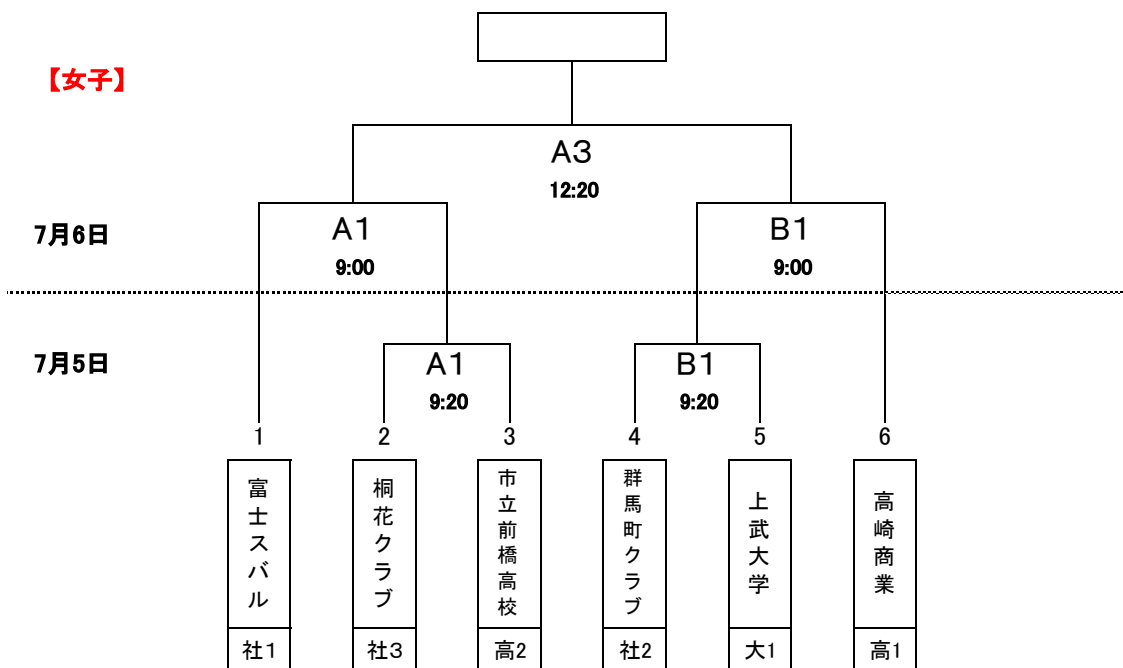 【女子】
A3
12:20
7月6日
A1
9:00
B1
9:00
7月5日
A1
9:20
B1
9:20
1
2
3
4
5
6
富士スバル
桐花クラブ
市立前橋高校
群馬町クラブ
上武大学
高崎商業
社1
社3
高2
社2
大1
高1